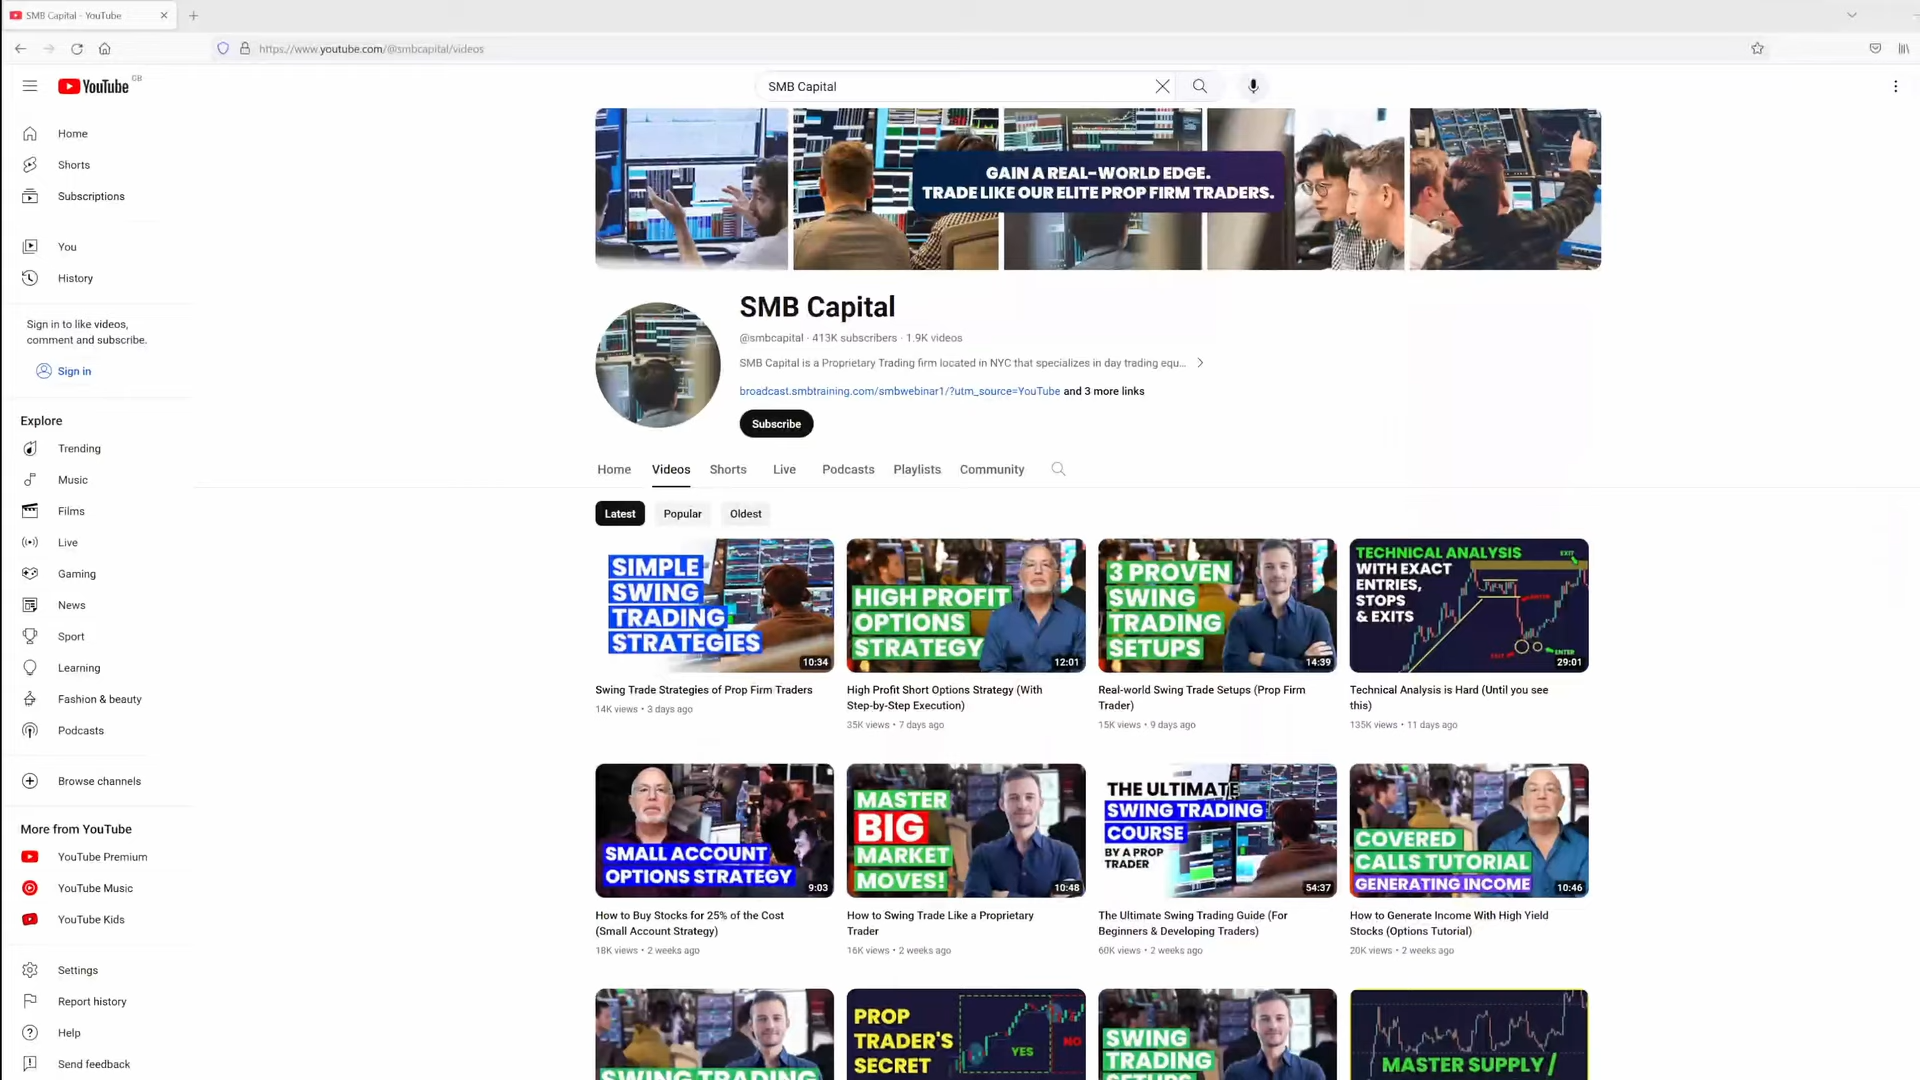 SMB Capital - YouTube
https://www.youtube.com/@smbcapital/videos
YouTube
GB
SMB Capital
Home
Shorts
Subscriptions
You
History
Sign in to like videos,
comment and subscribe.
Sign in
Explore
Trending
Music
Films
Live
Gaming
News
Sport
Learning
Fashion & beauty
Podcasts
Browse channels
More from YouTube
YouTube Premium
YouTube Music
YouTube Kids
Settings
Report history
Help
Send feedback
GAIN A REAL-WORLD EDGE.
TRADE LIKE OUR ELITE PROP FIRM TRADERS.
SMB Capital
@smbcapital · 413K subscribers · 1.9K videos
SMB Capital is a Proprietary Trading firm located in NYC that specializes in day trading equ...
broadcast.smbtraining.com/smbwebinar1/?utm_source=YouTube and 3 more links
Subscribe
Home
Videos
Shorts
Live
Podcasts
Playlists
Community
Latest
Popular
Oldest
SIMPLE
SWING
TRADING
STRATEGIES
10:34
Swing Trade Strategies of Prop Firm Traders
14K views • 3 days ago
HIGH PROFIT
OPTIONS
STRATEGY
12:01
High Profit Short Options Strategy (With
Step-by-Step Execution)
35K views • 7 days ago
3 PROVEN
SWING
TRADING
SETUPS
14:39
Real-world Swing Trade Setups (Prop Firm
Trader)
15K views • 9 days ago
TECHNICAL ANALYSIS
WITH EXACT
ENTRIES,
STOPS
& EXITS
EXIT
ENTER
29:01
Technical Analysis is Hard (Until you see
this)
135K views • 11 days ago
SMALL ACCOUNT
OPTIONS STRATEGY
9:03
How to Buy Stocks for 25% of the Cost
(Small Account Strategy)
18K views • 2 weeks ago
MASTER
BIG
MARKET
MOVES!
10:48
How to Swing Trade Like a Proprietary
Trader
16K views • 2 weeks ago
THE ULTIMATE
SWING TRADING
COURSE
BY A PROP
TRADER
54:37
The Ultimate Swing Trading Guide (For
Beginners & Developing Traders)
60K views • 2 weeks ago
COVERED
CALLS TUTORIAL
GENERATING INCOME
10:46
How to Generate Income With High Yield
Stocks (Options Tutorial)
20K views • 2 weeks ago
SWING TRADING
PROP
TRADER'S
SECRET
YES
NO
SWING
TRADING
SETUPS
MASTER SUPPLY /